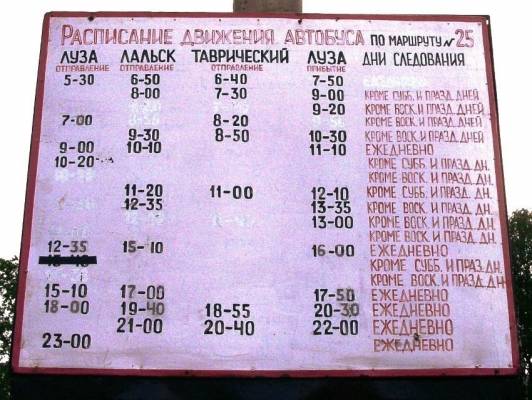 РАСПИСАНИЕ ДВИЖЕНИЯ АВТОБУСА ПО МАРШРУТУ № 25
ЛУЗА ЛАЛЬСК ТАВРИЧЕСКИЙ ЛУЗА ДНИ СЛЕДОВАНИЯ
ОТПРАВЛЕНИЕ ОТПРАВЛЕНИЕ ОТПРАВЛЕНИЕ ПРИБЫТИЕ
5-30 6-50 6-40 7-50
8-00 7-30 9-00 КРОМЕ СУББ. И ПРАЗД. ДНЕЙ
9-20 КРОМЕ ВОСК. И ПРАЗД. ДНЕЙ
7-00 8-20 КРОМЕ ВОСК. И ПРАЗД. ДНЕЙ
9-30 8-50 10-30 КРОМЕ ВОСК. И ПРАЗД. ДНЕЙ
9-00 10-10 11-10 ЕЖЕДНЕВНО
10-20 КРОМЕ СУББ. И ПРАЗД. ДН.
КРОМЕ ВОСК. И ПРАЗД. ДН.
11-20 11-00 12-10 КРОМЕ СУББ. И ПРАЗД. ДН.
12-35 13-35 КРОМЕ ВОСК. И ПРАЗД. ДН.
13-00 КРОМЕ ВОСК. И ПРАЗД. ДН.
12-35 15-10 16-00 ЕЖЕДНЕВНО
КРОМЕ СУББ. И ПРАЗД. ДН.
КРОМЕ ВОСК. И ПРАЗД. ДН.
15-10 17-00 17-50 ЕЖЕДНЕВНО
18-00 19-40 18-55 20-30 ЕЖЕДНЕВНО
21-00 20-40 22-00 ЕЖЕДНЕВНО
23-00 ЕЖЕДНЕВНО